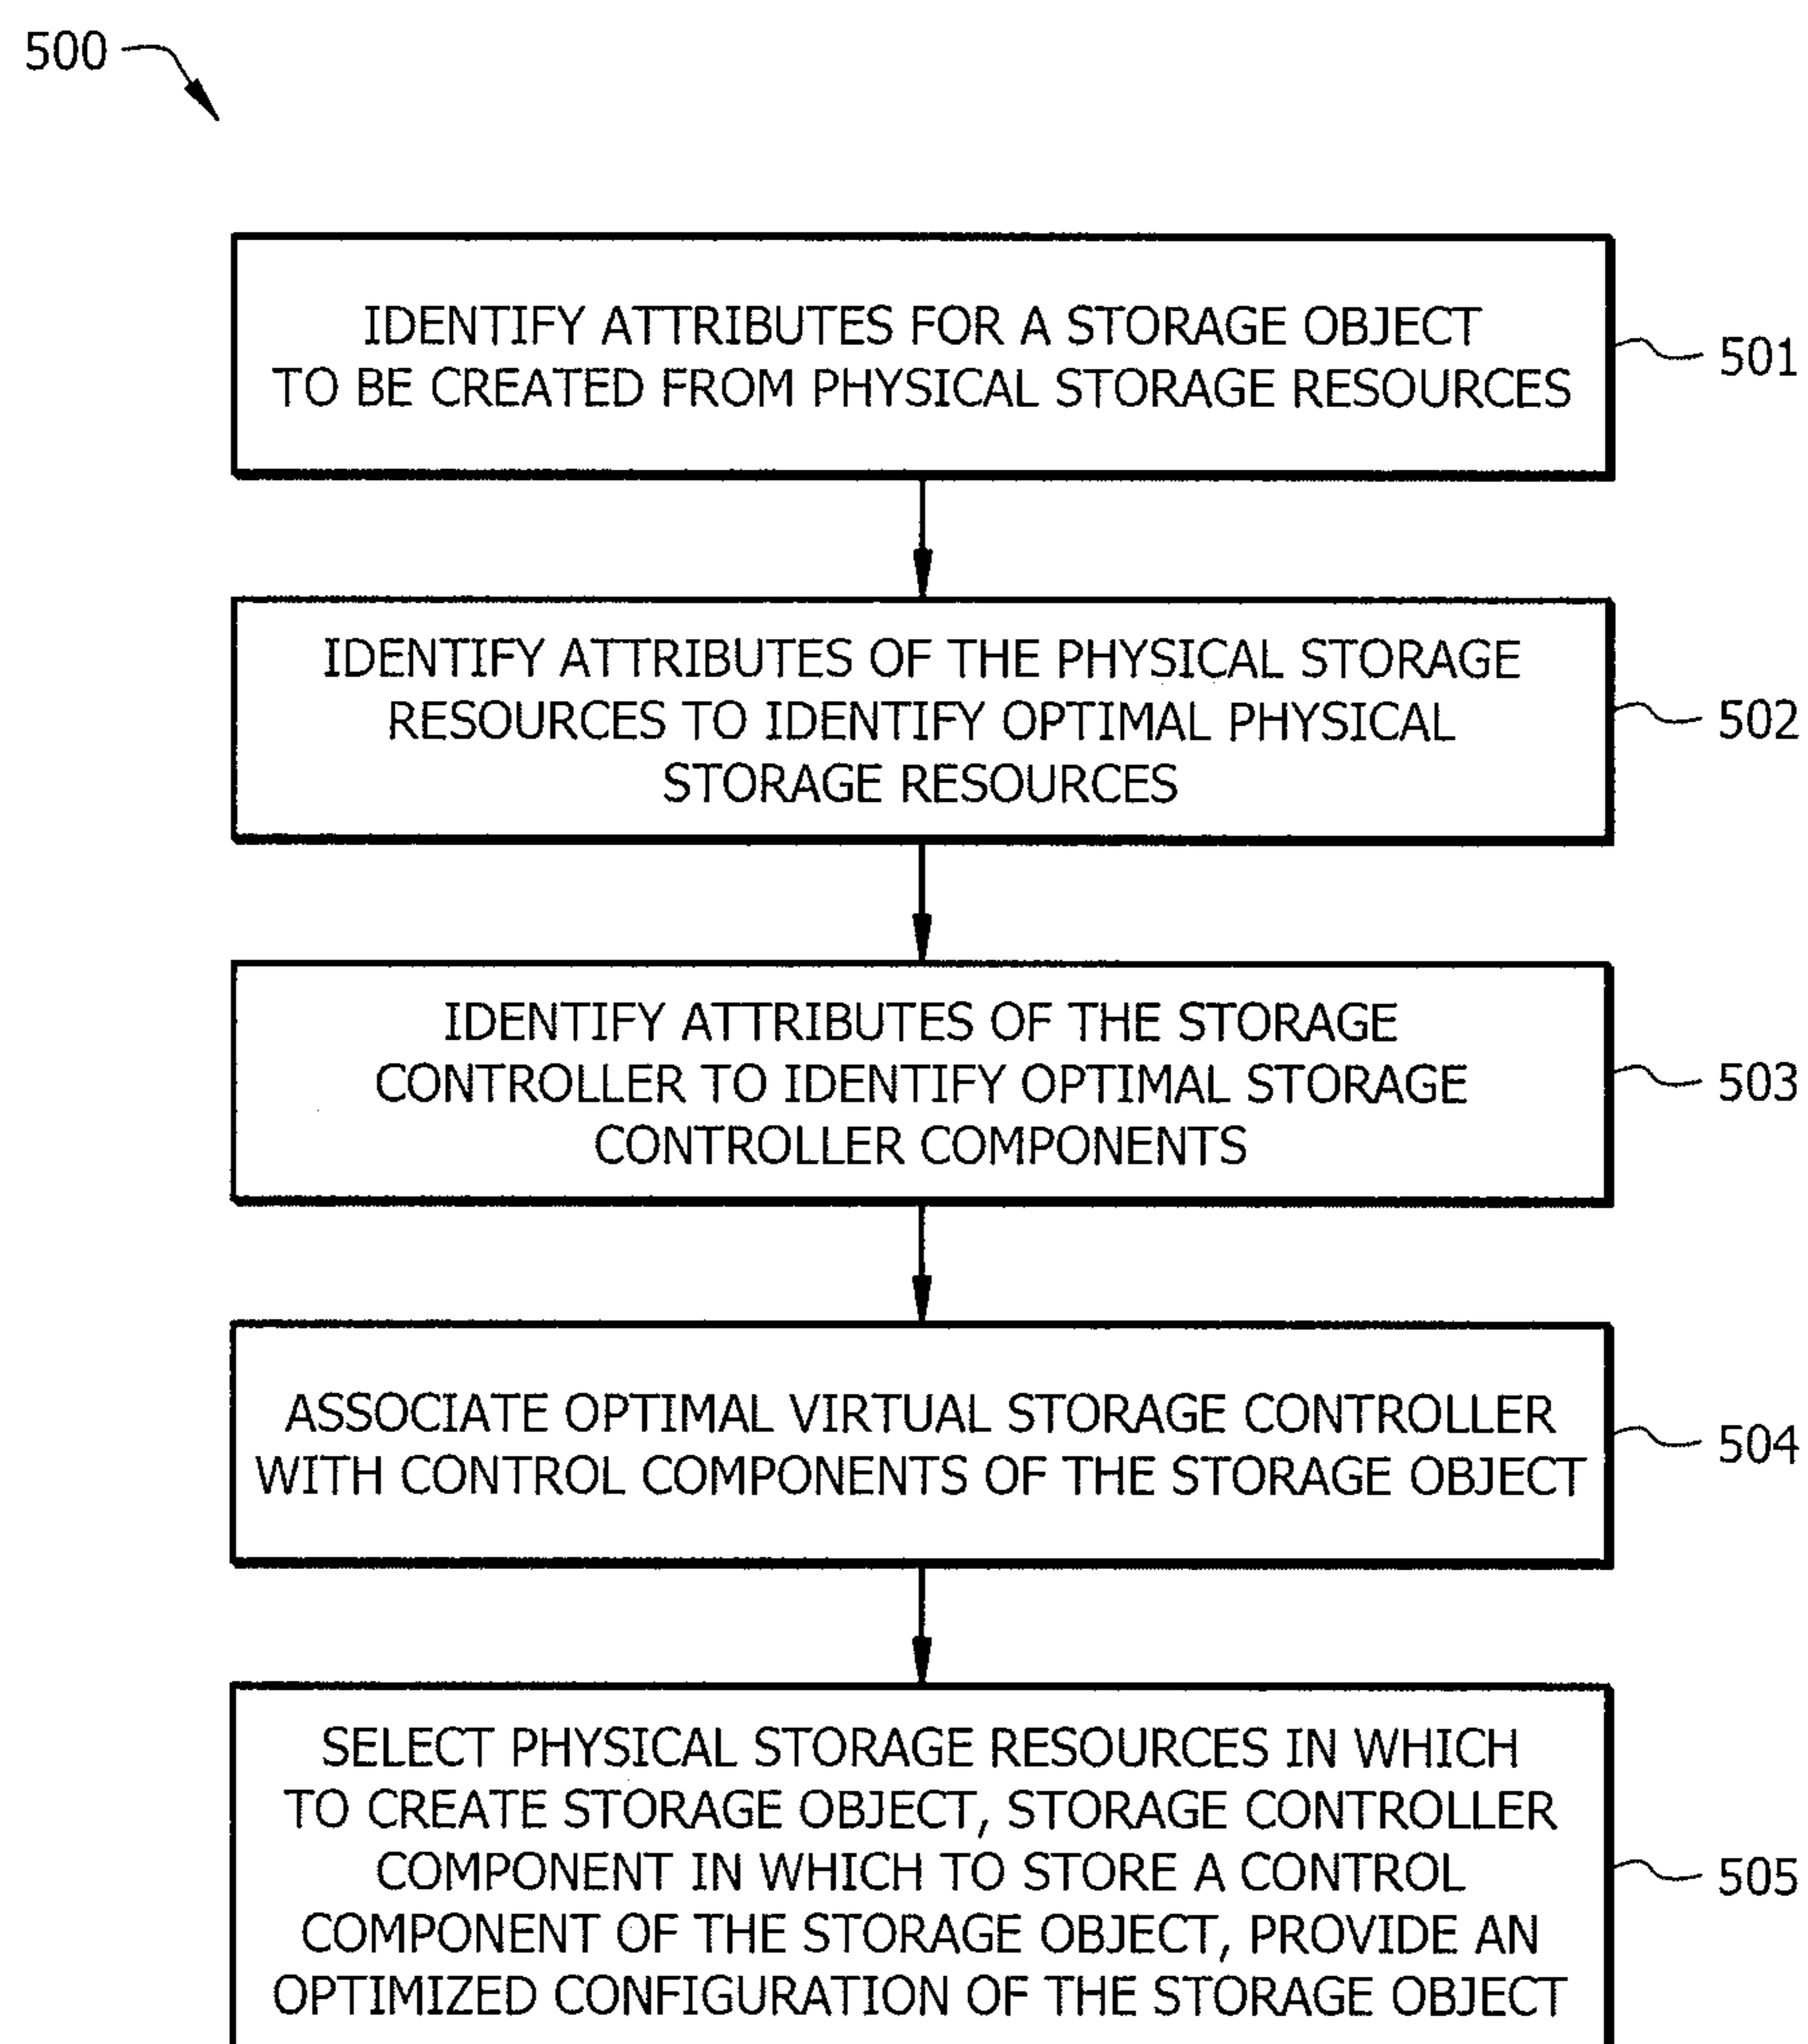 500
IDENTIFY ATTRIBUTES FOR A STORAGE OBJECT
TO BE CREATED FROM PHYSICAL STORAGE RESOURCES
501
IDENTIFY ATTRIBUTES OF THE PHYSICAL STORAGE
RESOURCES TO IDENTIFY OPTIMAL PHYSICAL
STORAGE RESOURCES
502
IDENTIFY ATTRIBUTES OF THE STORAGE
CONTROLLER TO IDENTIFY OPTIMAL STORAGE
CONTROLLER COMPONENTS
503
ASSOCIATE OPTIMAL VIRTUAL STORAGE CONTROLLER
WITH CONTROL COMPONENTS OF THE STORAGE OBJECT
504
SELECT PHYSICAL STORAGE RESOURCES IN WHICH
TO CREATE STORAGE OBJECT, STORAGE CONTROLLER
COMPONENT IN WHICH TO STORE A CONTROL
COMPONENT OF THE STORAGE OBJECT, PROVIDE AN
OPTIMIZED CONFIGURATION OF THE STORAGE OBJECT
505